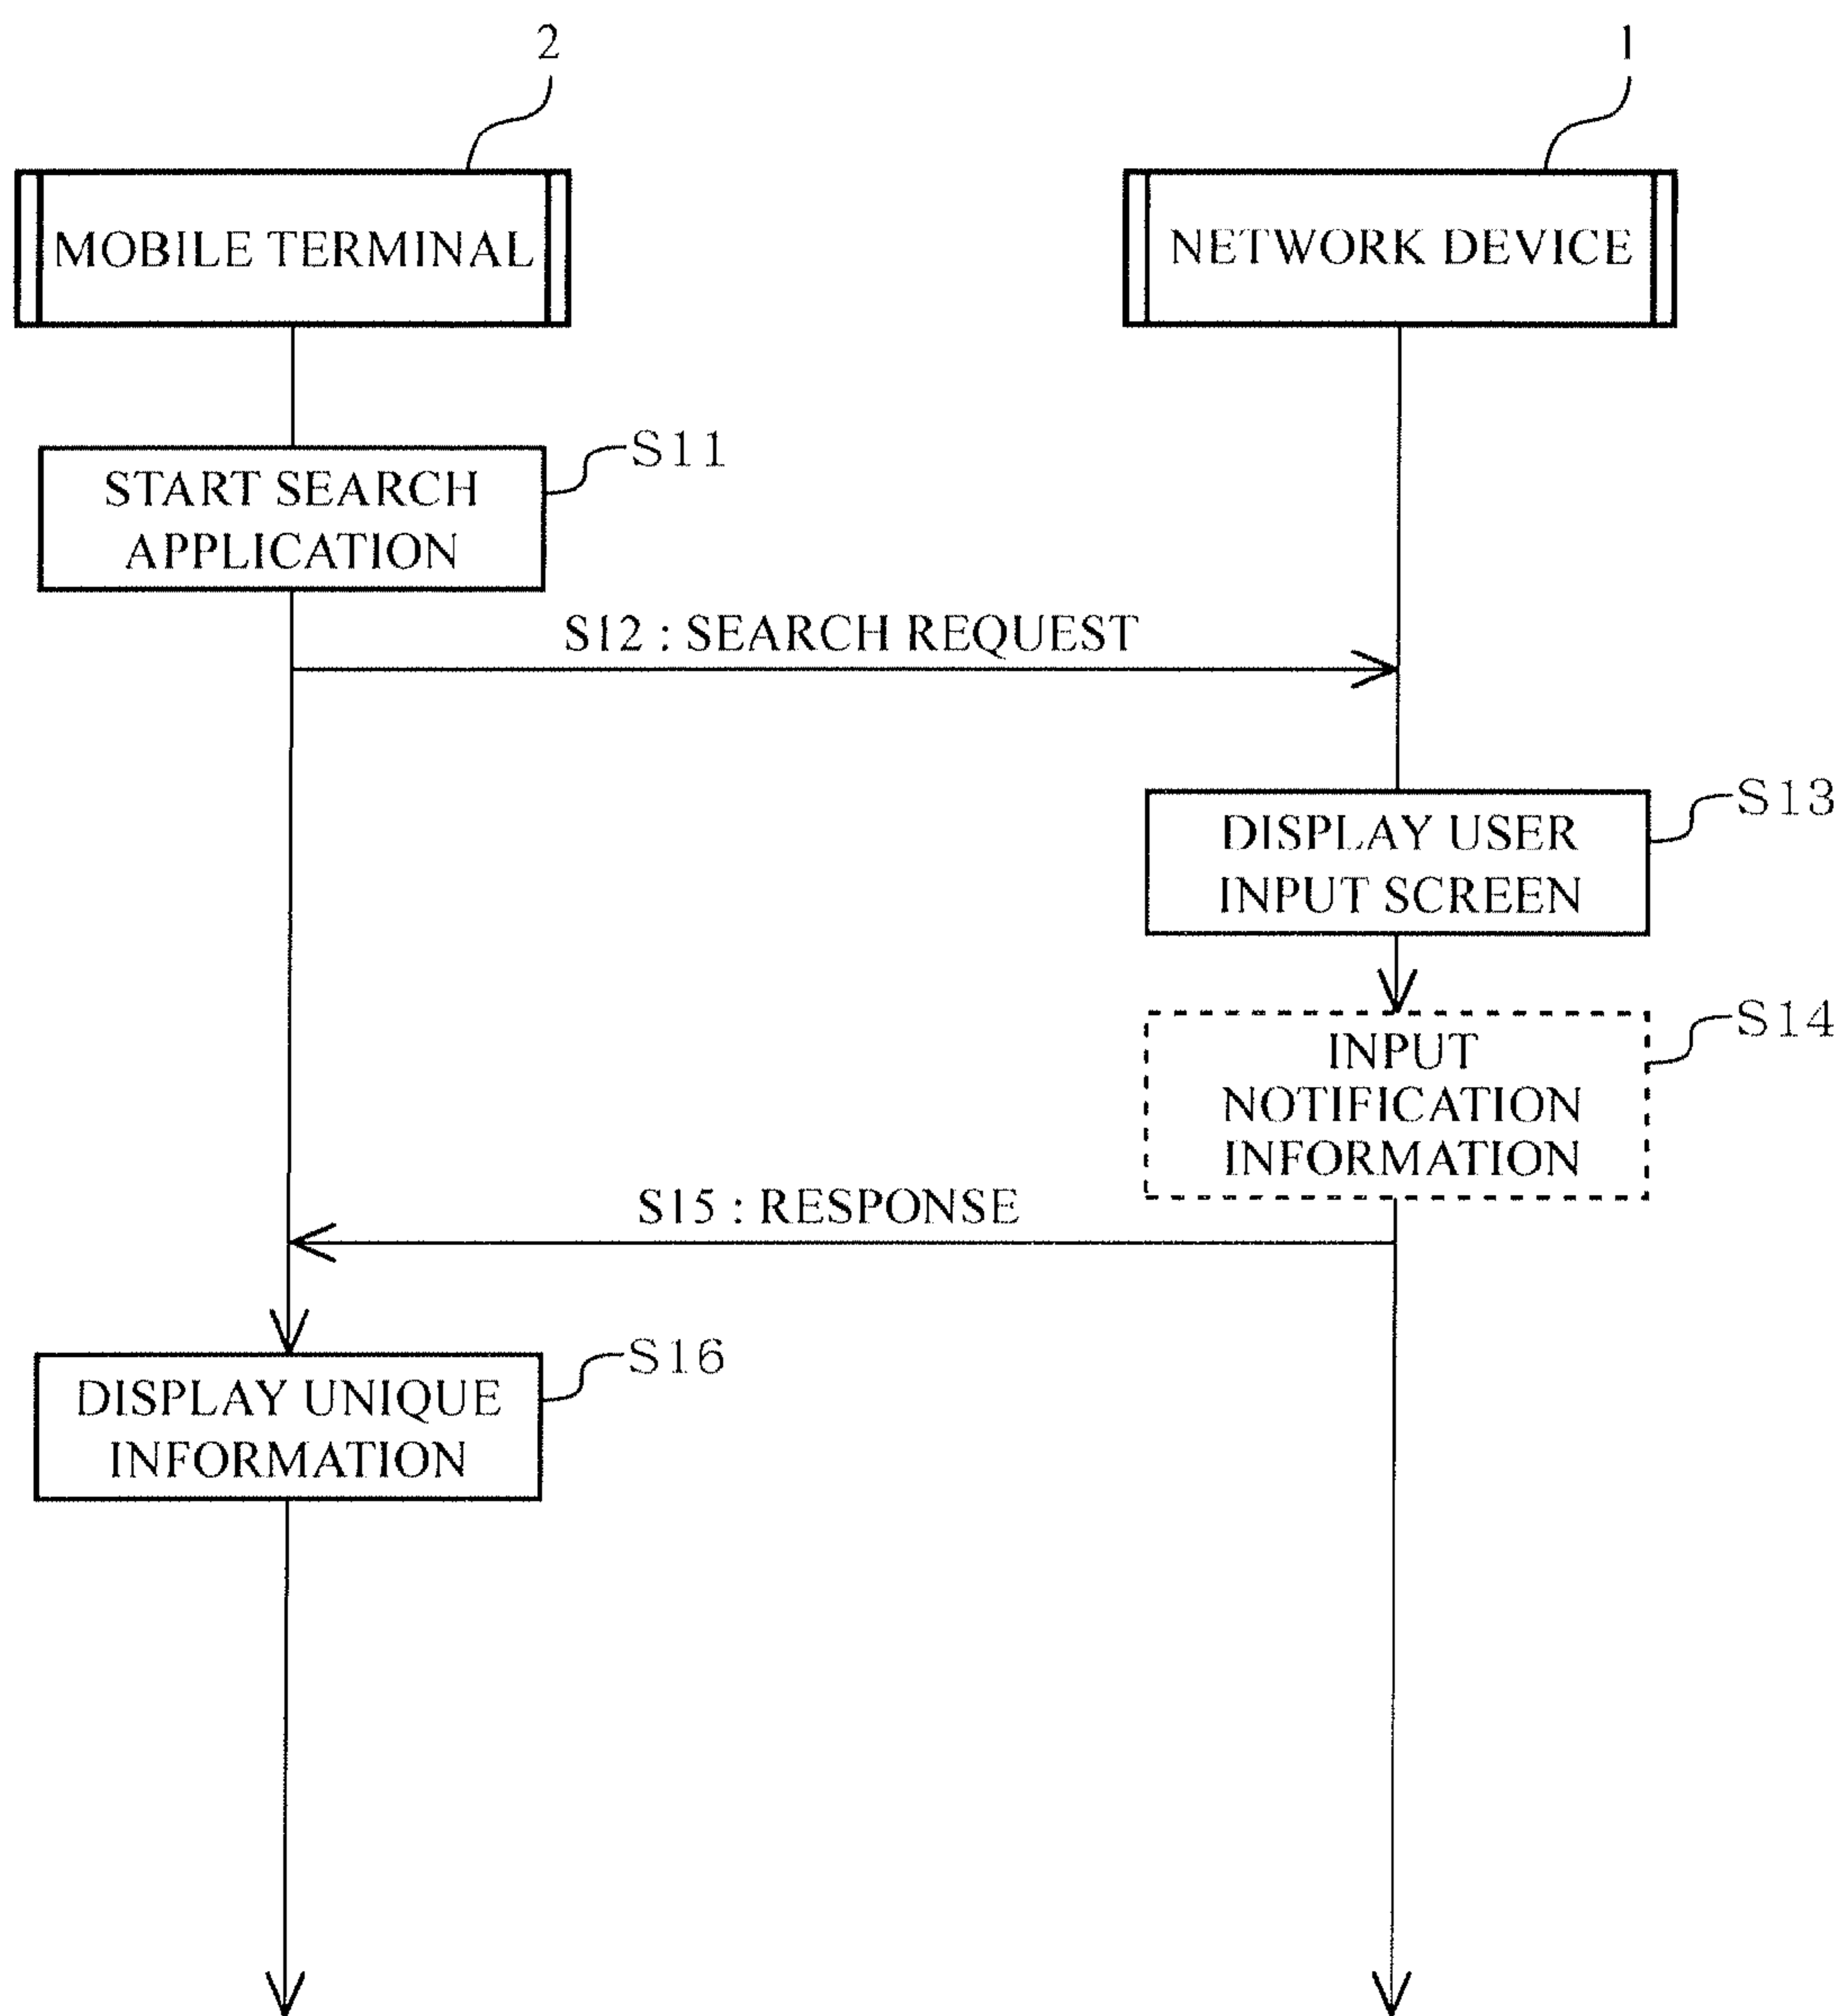 2
1
MOBILE TERMINAL
NETWORK DEVICE
S11
START SEARCH
APPLICATION
S12 : SEARCH REQUEST
S13
DISPLAY USER
INPUT SCREEN
S14
INPUT
NOTIFICATION
INFORMATION
S15 : RESPONSE
S16
DISPLAY UNIQUE
INFORMATION